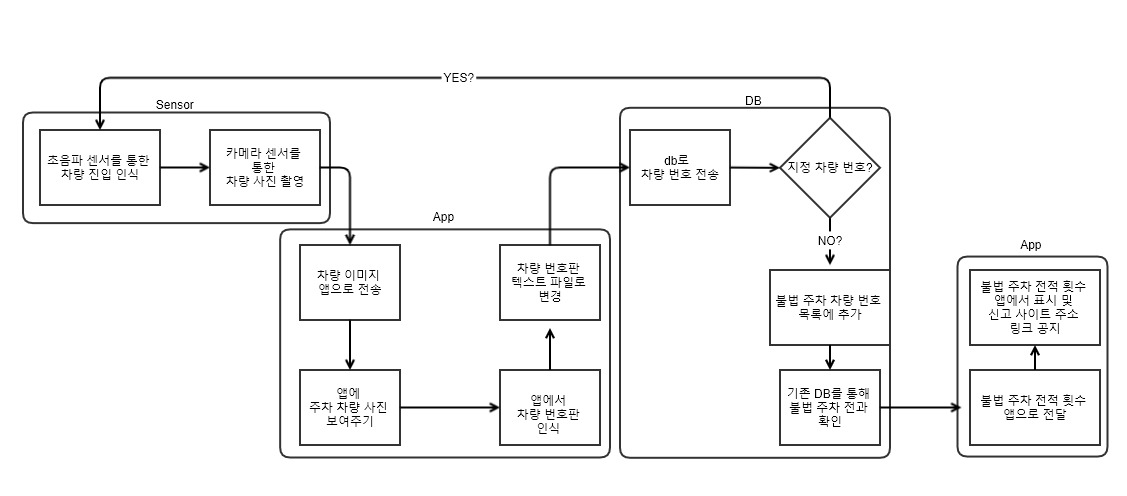 YES?
Sensor
초음파 센서를 통한
차량 진입 인식
카메라 센서를
통한
차량 사진 촬영
App
차량 이미지
앱으로 전송
앱에
주차 차량 사진
보여주기
앱에서
차량 번호판
인식
차량 번호판
텍스트 파일로
변경
DB
db로
차량 번호 전송
지정 차량 번호?
NO?
불법 주차 차량 번호
목록에 추가
기존 DB를 통해
불법 주차 전과
확인
App
불법 주차 전적 횟수
앱에서 표시 및
신고 사이트 주소
링크 공지
불법 주차 전적 횟수
앱으로 전달